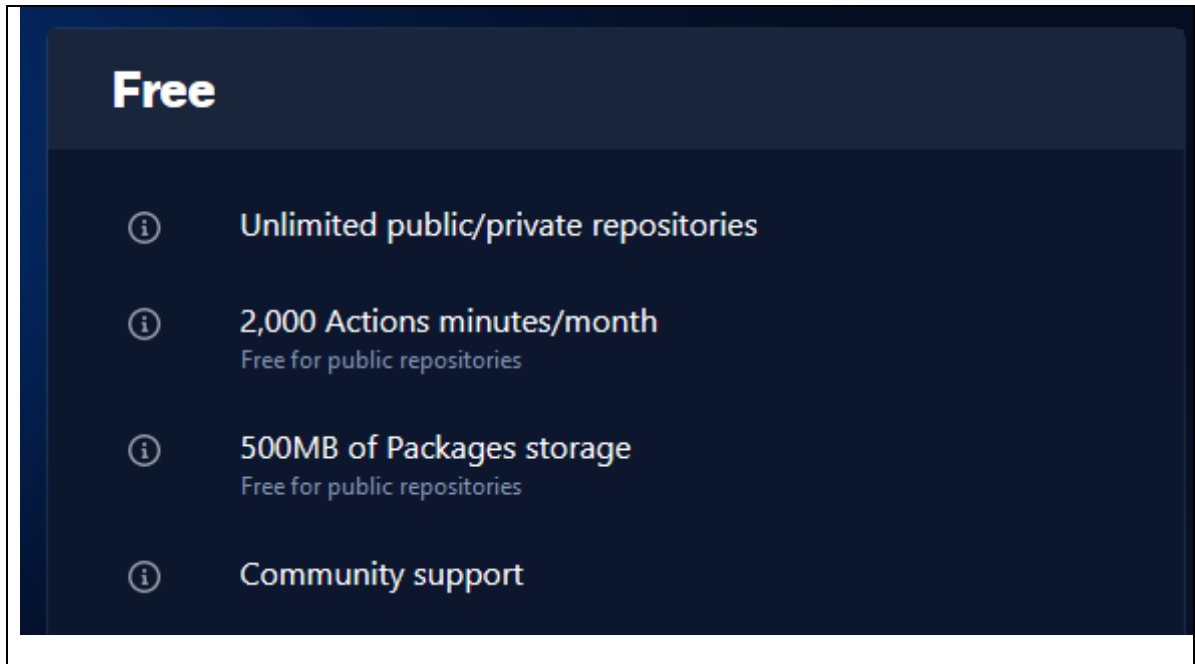 Free
Unlimited public/private repositories
2,000 Actions minutes/month
Free for public repositories
500MB of Packages storage
Free for public repositories
Community support